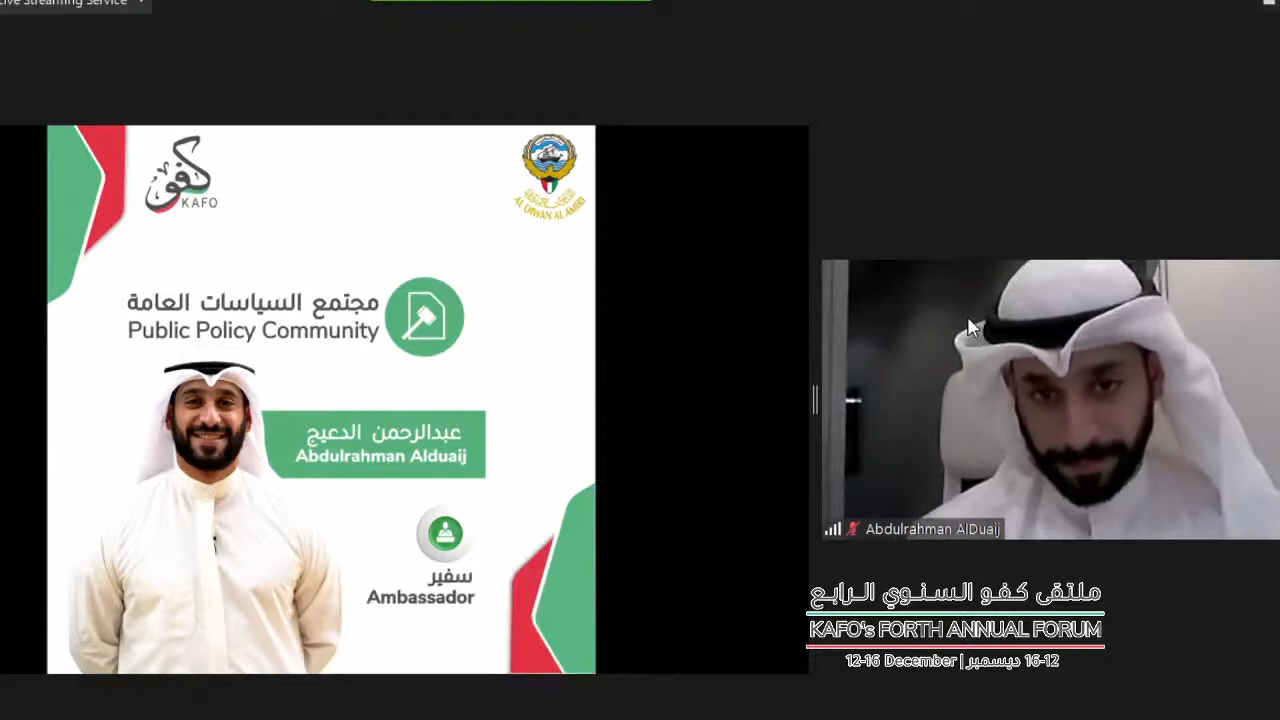 ive Streaming Service
كفو
KAFO
AL DIWAN AL AMIRI
مجتمع السياسات العامة
Public Policy Community
عبدالرحمن الدعيج
Abdulrahman Alduaij
سفير
Ambassador
Abdulrahman AlDuaij
ملتقى كفو السنوي الرابع
KAFO's FORTH ANNUAL FORUM
12-16 December | ديسمبر 16-12